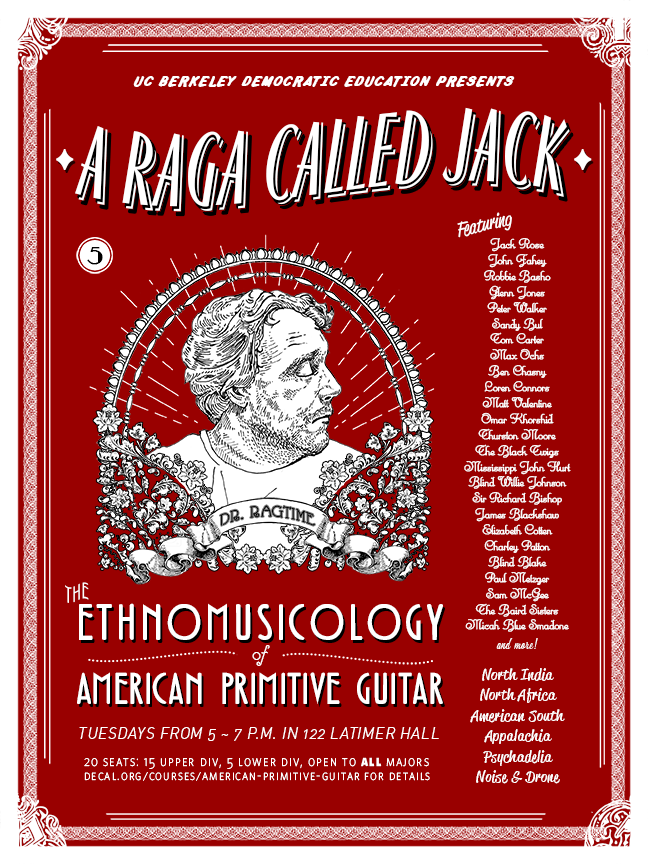 UC BERKELEY DEMOCRATIC EDUCATION PRESENTS
A RAGA CALLED JACK
5
DR. RAGTIME
THE
ETHNOMUSICOLOGY
of
AMERICAN PRIMITIVE GUITAR
TUESDAYS FROM 5 ~ 7 P.M. IN 122 LATIMER HALL
20 SEATS: 15 UPPER DIV, 5 LOWER DIV, OPEN TO ALL MAJORS
DECAL.ORG/COURSES/AMERICAN-PRIMITIVE-GUITAR FOR DETAILS
Featuring
Jack Rose
John Fahey
Robbie Basho
Glenn Jones
Peter Walker
Sandy Bul
Tom Carter
Max Ochs
Ben Chasny
Loren Connors
Matt Valentine
Omar Khorshid
Thurston Moore
The Black Twigs
Mississippi John Hurt
Blind Willie Johnson
Sir Richard Bishop
James Blackshaw
Elizabeth Cotten
Charley Patton
Blind Blake
Paul Metzger
Sam McGee
The Baird Sisters
Micah Blue Smadone
and more!
North India
North Africa
American South
Appalachia
Psychadelia
Noise & Drone